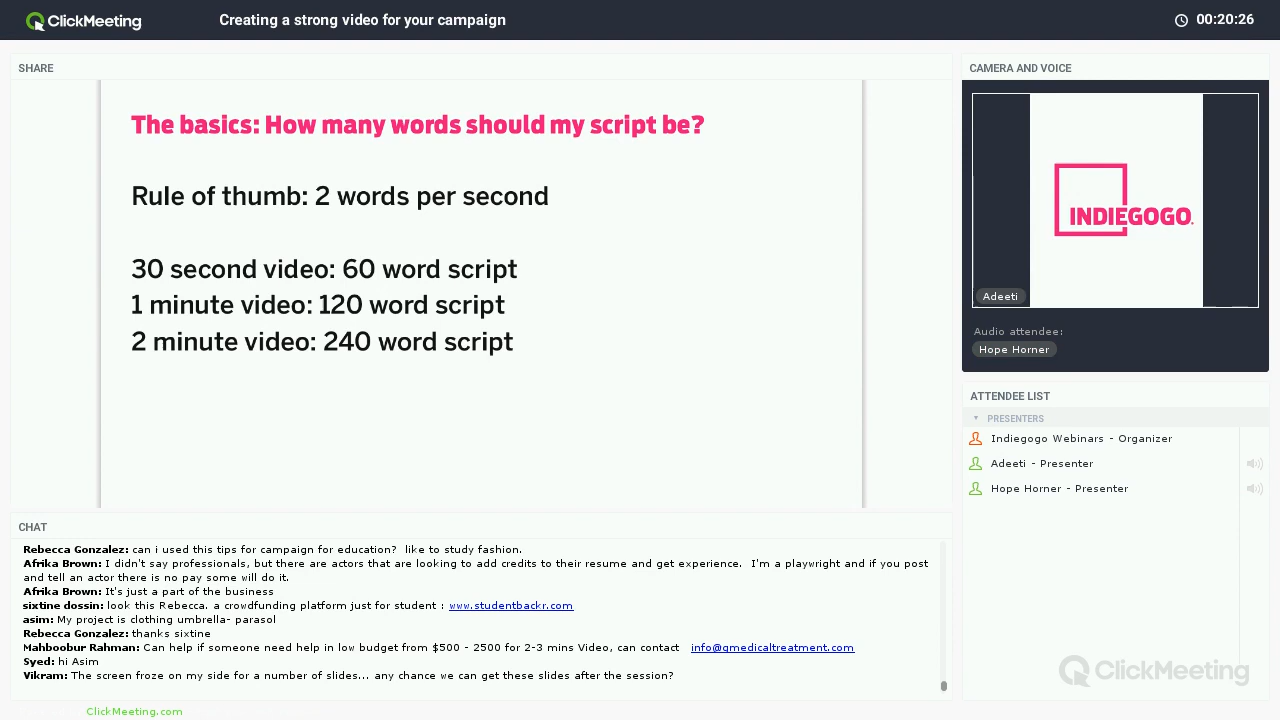 ClickMeeting
Creating a strong video for your campaign
00:20:26
SHARE
The basics: How many words should my script be?
Rule of thumb: 2 words per second
30 second video: 60 word script
1 minute video: 120 word script
2 minute video: 240 word script
CAMERA AND VOICE
INDIEGOGO.
Adeeti
Audio attendee:
Hope Horner
ATTENDEE LIST
PRESENTERS
Indiegogo Webinars - Organizer
Adeeti - Presenter
Hope Horner - Presenter
CHAT
Rebecca Gonzalez: can i used this tips for campaign for education?  like to study fashion.
Afrika Brown: I didn't say professionals, but there are actors that are looking to add credits to their resume and get experience.  I'm a playwright and if you post
and tell an actor there is no pay some will do it.
Afrika Brown: It's just a part of the business
sixtine dossin: look this Rebecca. a crowdfunding platform just for student : www.studentbackr.com
asim: My project is clothing umbrella- parasol
Rebecca Gonzalez: thanks sixtine
Mahboobur Rahman: Can help if someone need help in low budget from $500 - 2500 for 2-3 mins Video, can contact   info@qmedicaltreatment.com
Syed: hi Asim
Vikram: The screen froze on my side for a number of slides... any chance we can get these slides after the session?
ClickMeeting
ClickMeeting.com